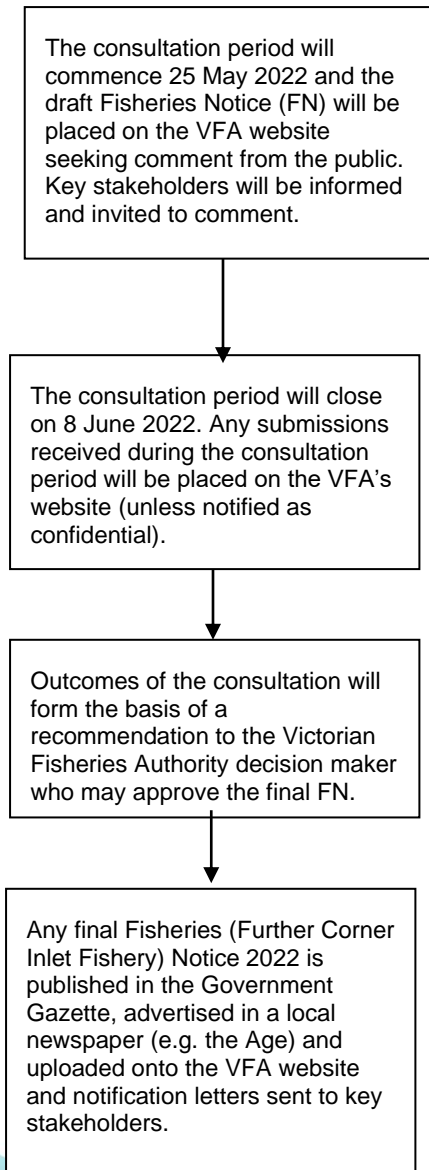 The consultation period will
commence 25 May 2022 and the
draft Fisheries Notice (FN) will be
placed on the VFA website
seeking comment from the public.
Key stakeholders will be informed
and invited to comment.
The consultation period will close
on 8 June 2022. Any submissions
received during the consultation
period will be placed on the VFA’s
website (unless notified as
confidential).
Outcomes of the consultation will
form the basis of a
recommendation to the Victorian
Fisheries Authority decision maker
who may approve the final FN.
Any final Fisheries (Further Corner
Inlet Fishery) Notice 2022 is
published in the Government
Gazette, advertised in a local
newspaper (e.g. the Age) and
uploaded onto the VFA website
and notification letters sent to key
stakeholders.